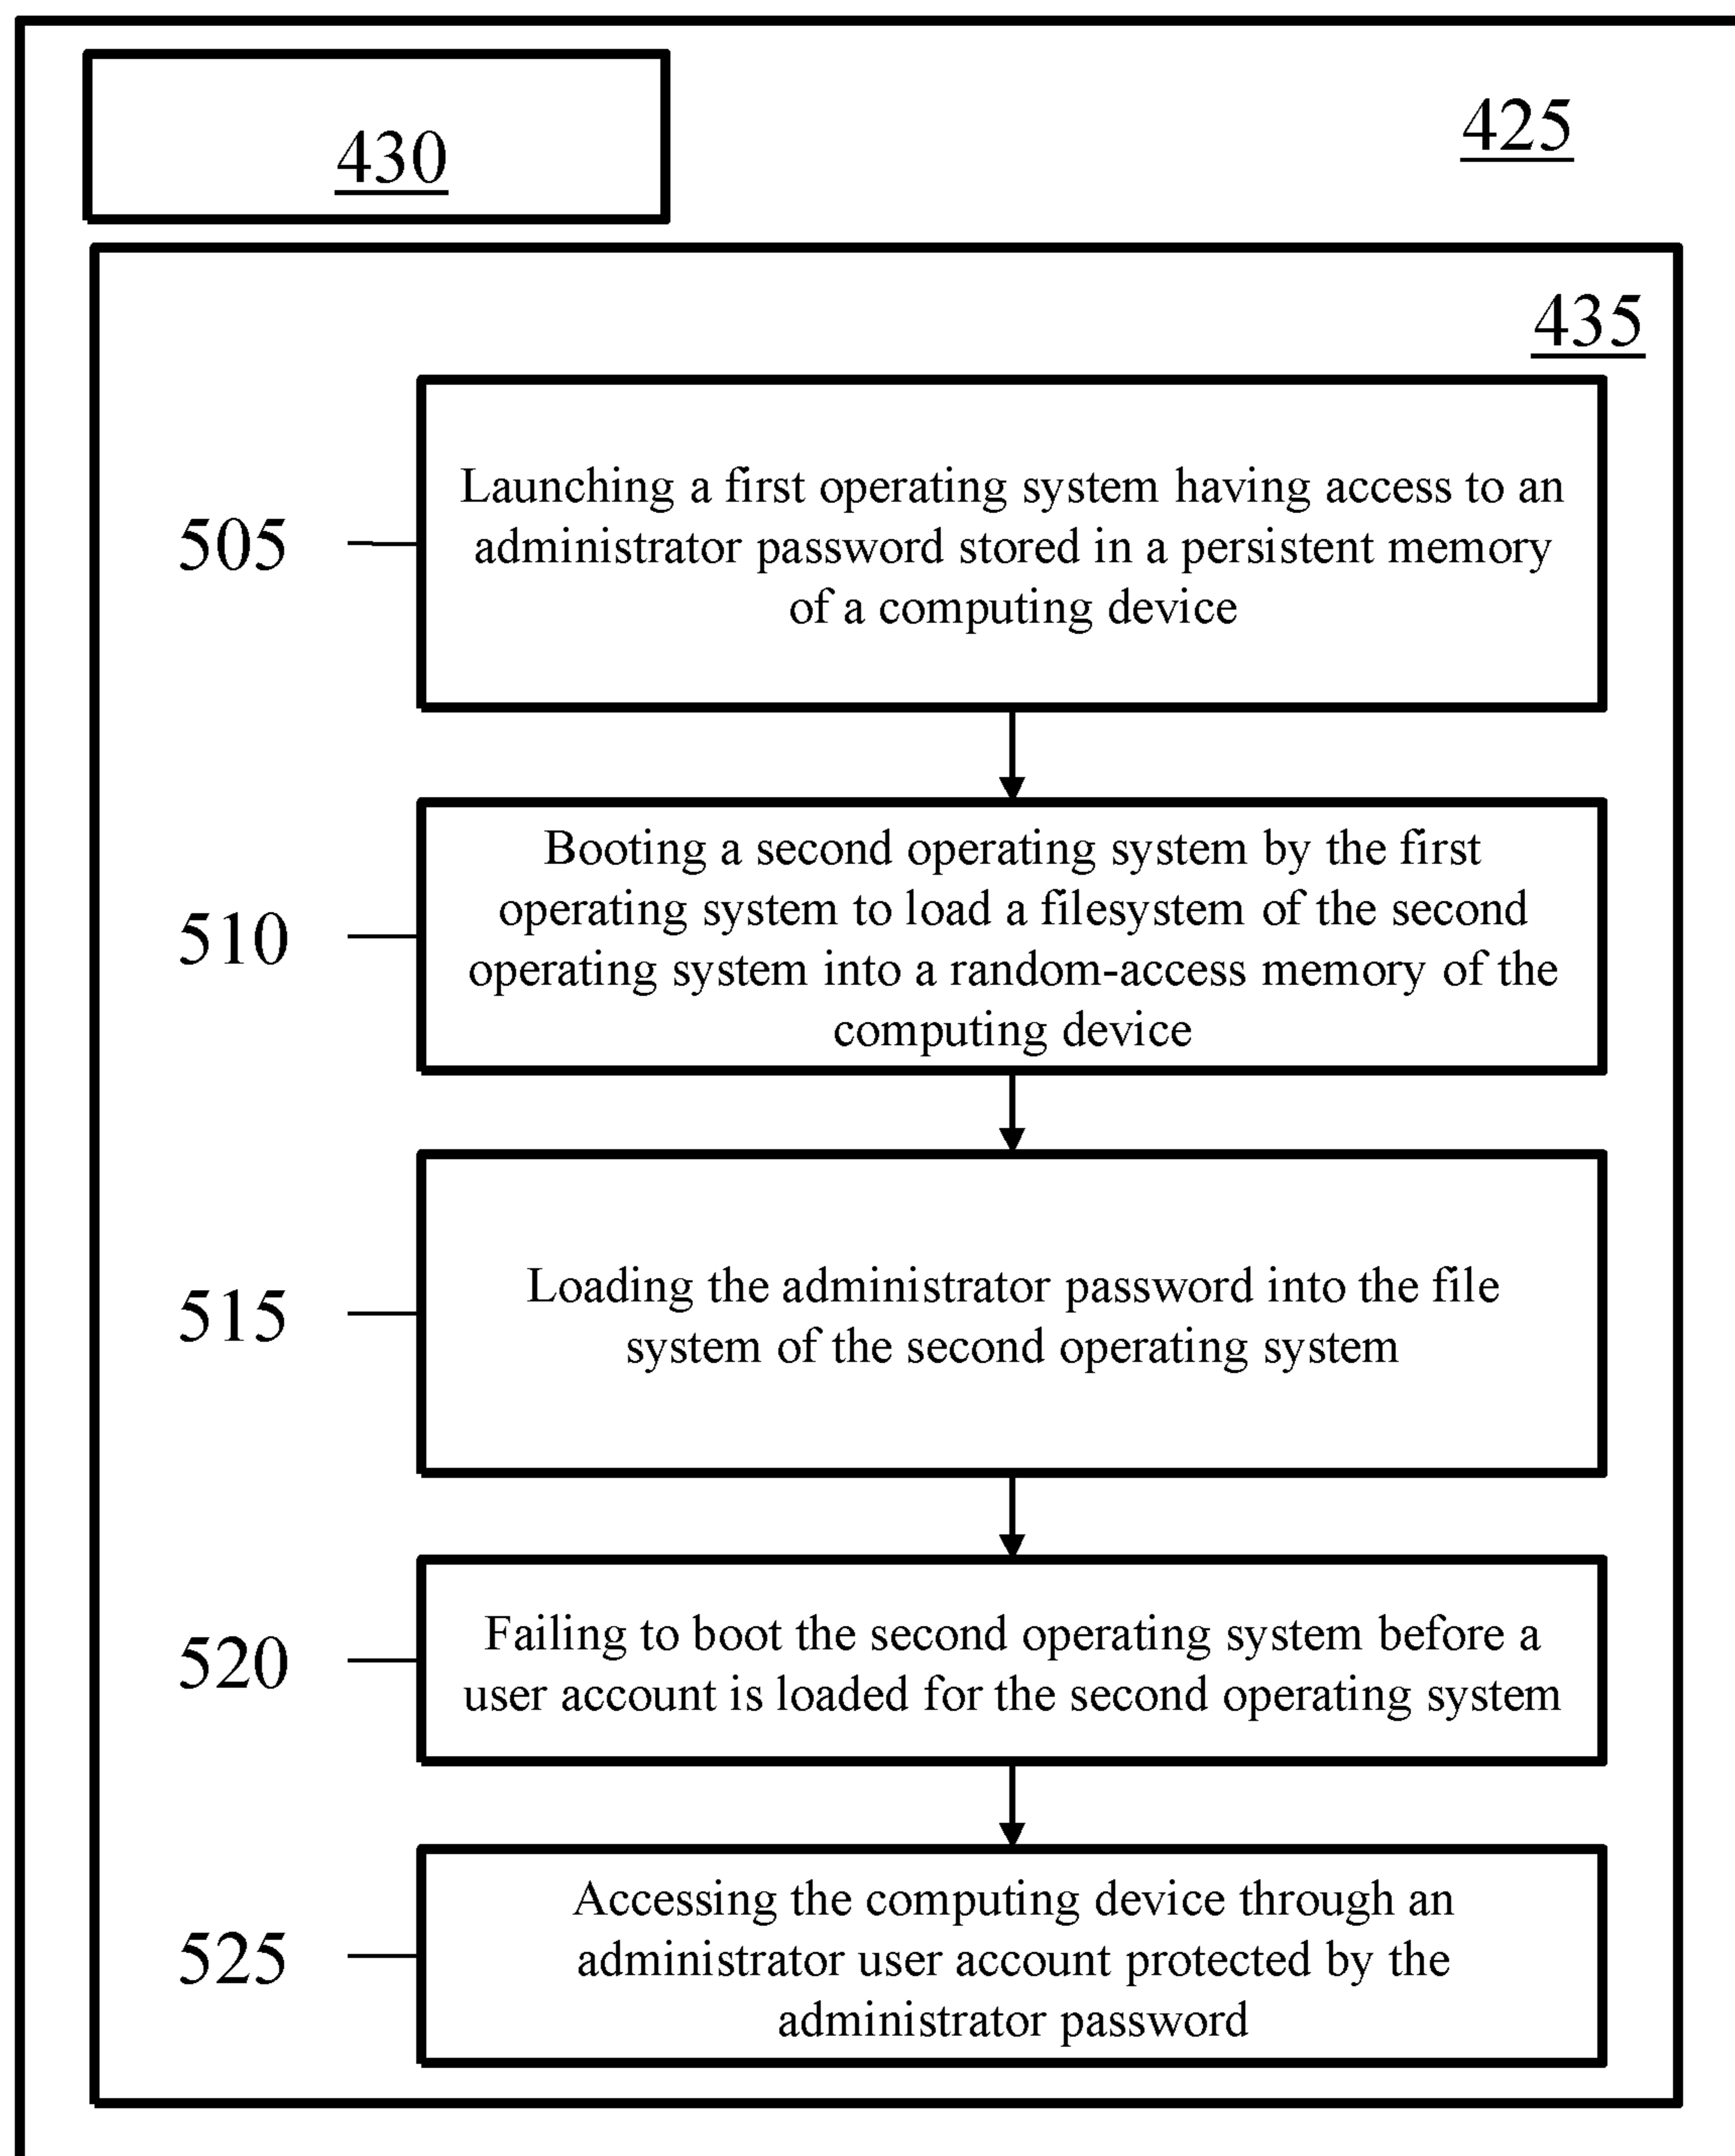 430
425
435
505
Launching a first operating system having access to an
administrator password stored in a persistent memory
of a computing device
510
Booting a second operating system by the first
operating system to load a filesystem of the second
operating system into a random-access memory of the
computing device
515
Loading the administrator password into the file
system of the second operating system
520
Failing to boot the second operating system before a
user account is loaded for the second operating system
525
Accessing the computing device through an
administrator user account protected by the
administrator password